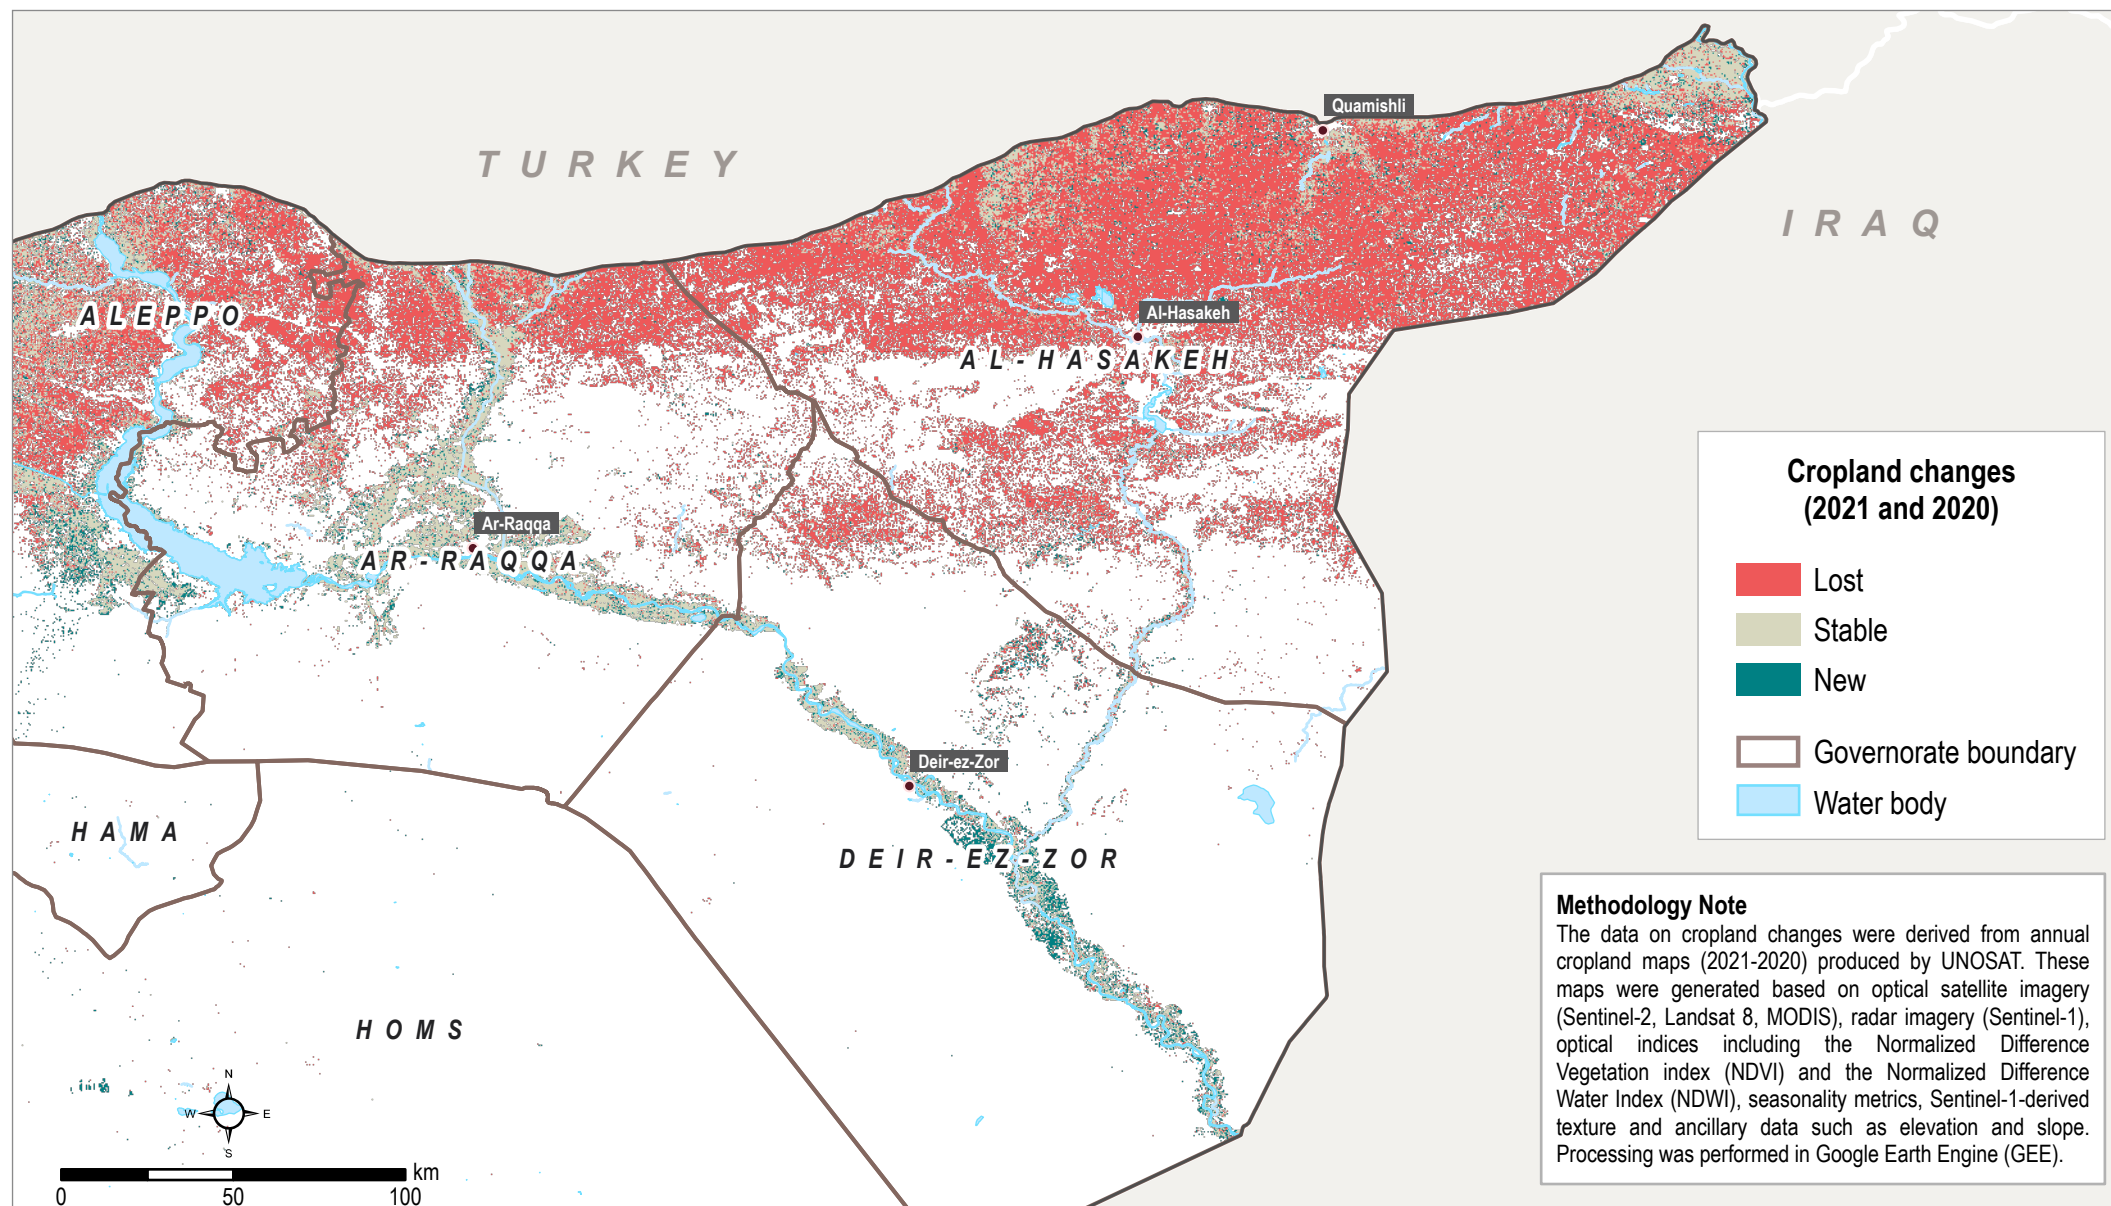 TURKEY
IRAQ
Quamishli
ALEPPO
Al-Hasakeh
AL-HASAKEH
Ar-Raqqa
AR-RAQQA
Deir-ez-Zor
DEIR-EZ-ZOR
HAMA
HOMS
N
W
E
S
km
0
50
100
Cropland changes
(2021 and 2020)
Lost
Stable
New
Governorate boundary
Water body
Methodology Note
The data on cropland changes were derived from annual
cropland maps (2021-2020) produced by UNOSAT. These
maps were generated based on optical satellite imagery
(Sentinel-2, Landsat 8, MODIS), radar imagery (Sentinel-1),
optical indices including the Normalized Difference
Vegetation index (NDVI) and the Normalized Difference
Water Index (NDWI), seasonality metrics, Sentinel-1-derived
texture and ancillary data such as elevation and slope.
Processing was performed in Google Earth Engine (GEE).